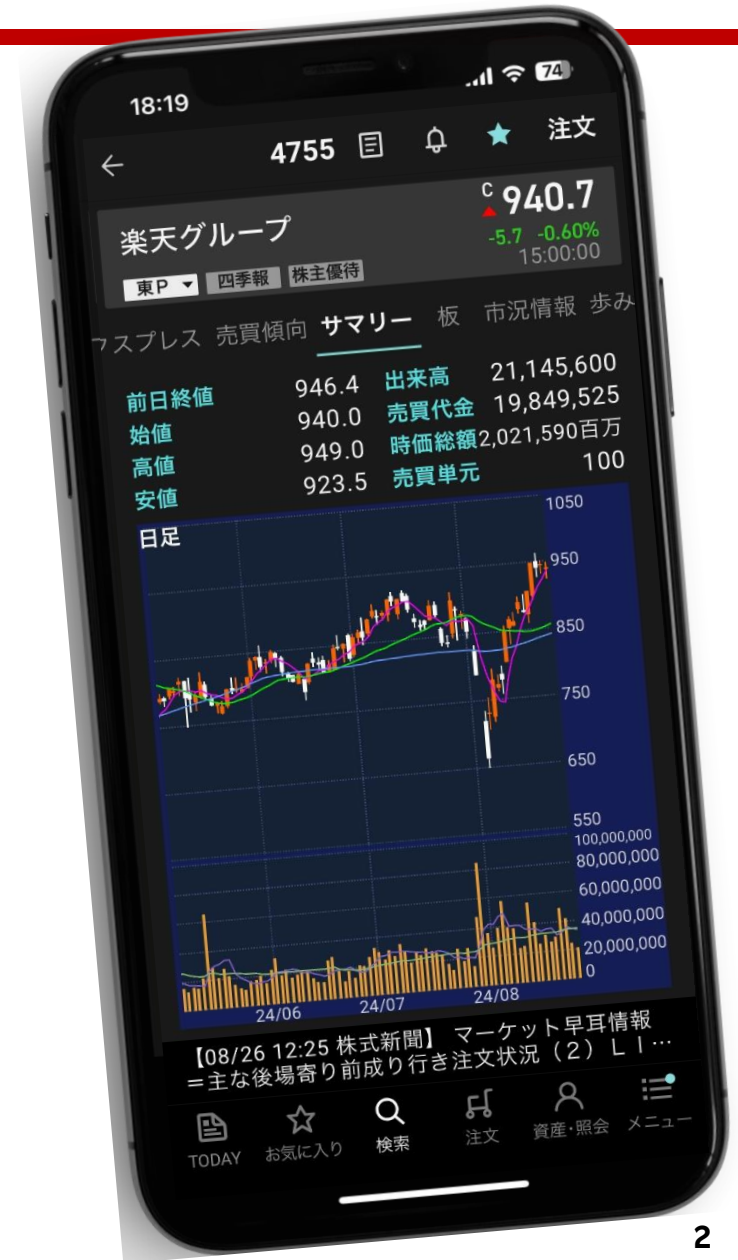 18:19
74
4755 注文
C 940.7
楽天グループ
-5.7 -0.60%
東P ▼ 四季報 株主優待
15:00:00
スプレス 売買傾向 サマリー 板 市況情報 歩み
前日終値 946.4 出来高 21,145,600
始値 940.0 売買代金 19,849,525
高値 949.0 時価総額 2,021,590百万
安値 923.5 売買単元 100
日足
1050
950
850
750
650
550
100,000,000
80,000,000
60,000,000
40,000,000
20,000,000
0
24/06 24/07 24/08
【08/26 12:25 株式新聞】 マーケット早耳情報
=主な後場寄り前成り行き注文状況(2)LI…
TODAY お気に入り 検索 注文 資産・照会 メニュー
2